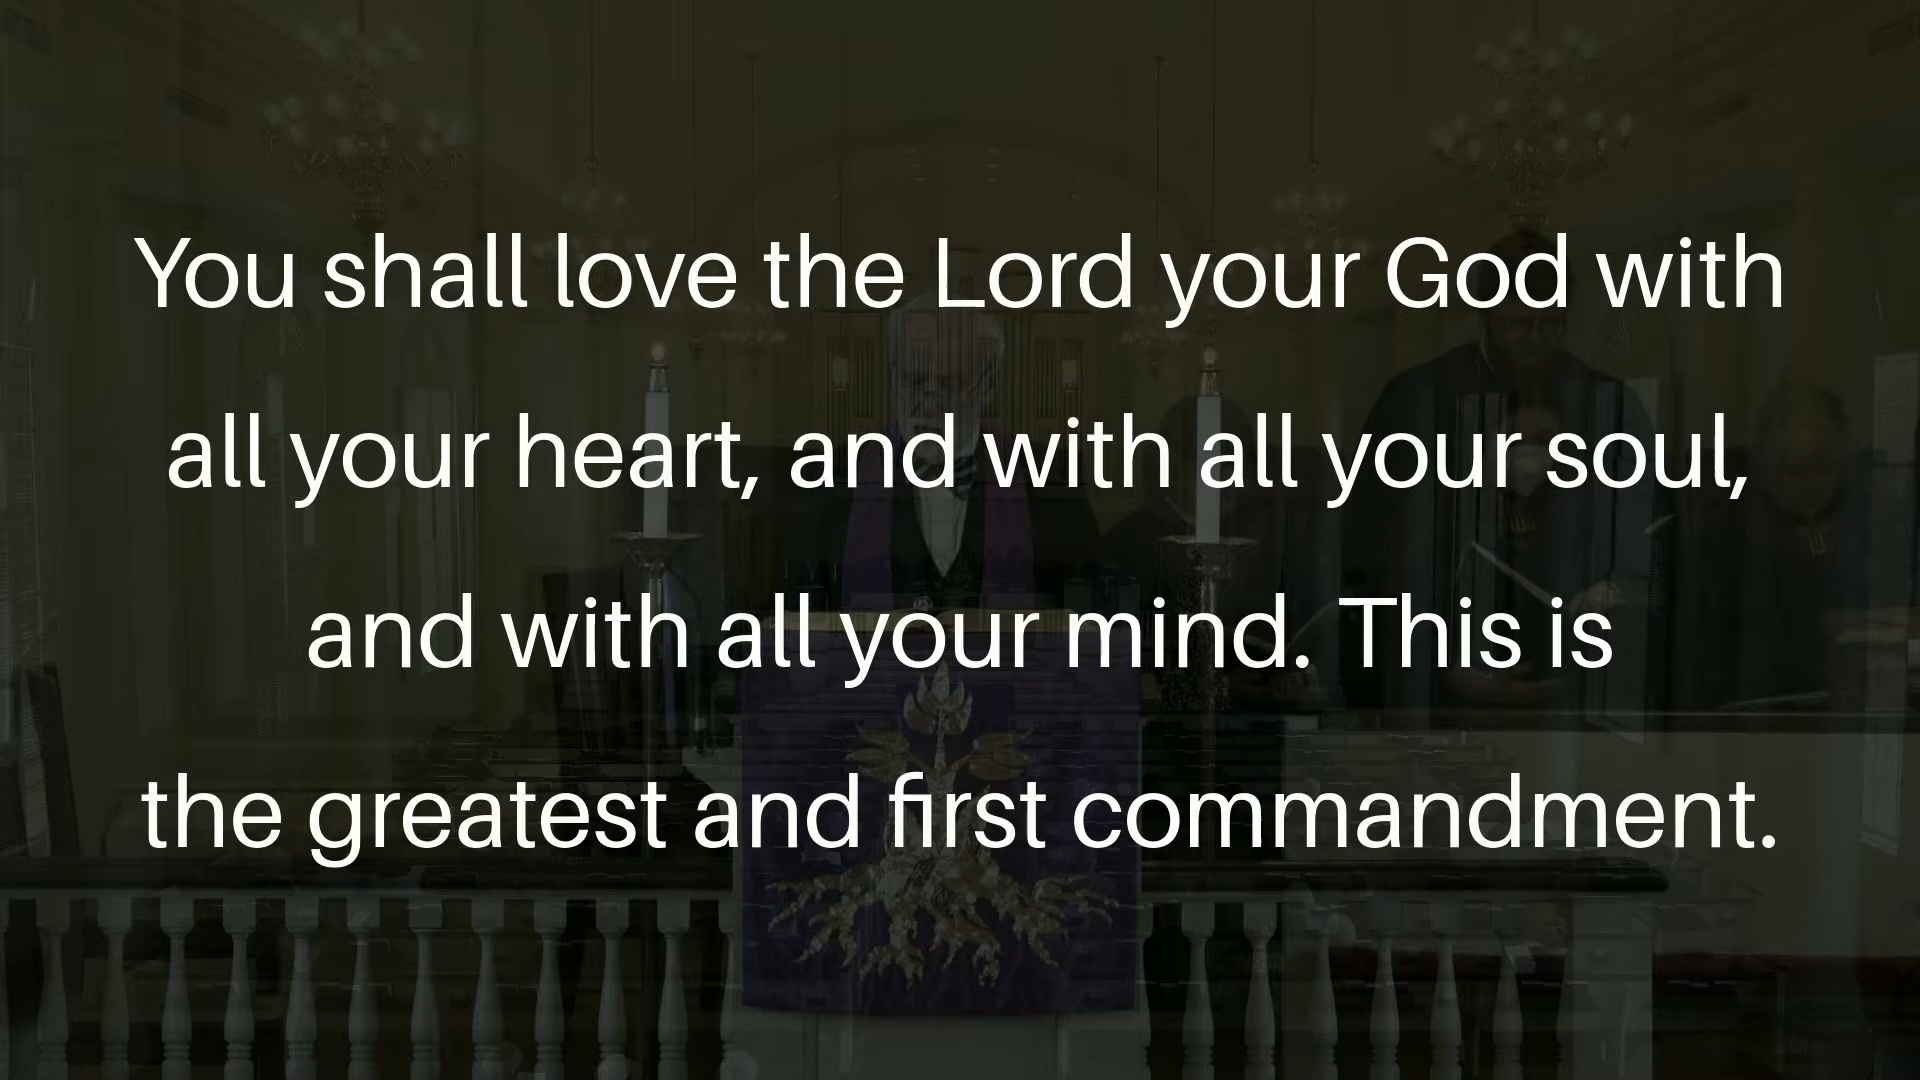 You shall love the Lord your God with
all your heart, and with all your soul,
and with all your mind. This is
the greatest and first commandment.